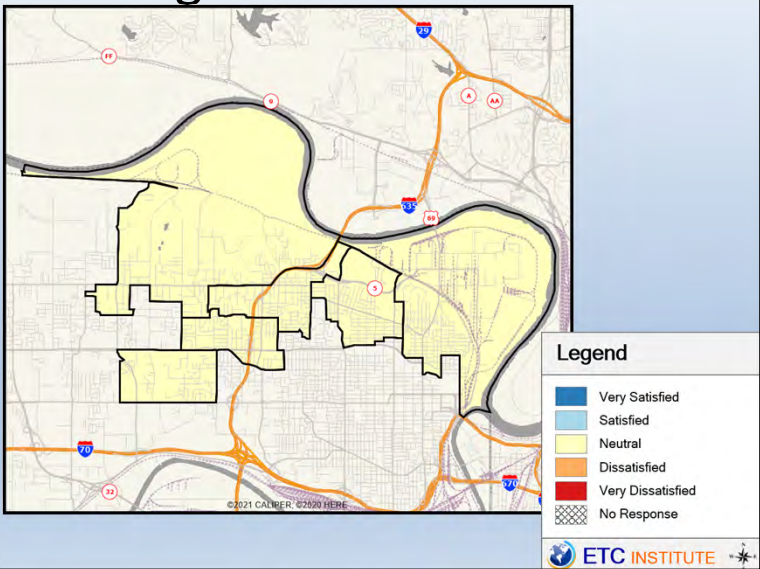 29
FF
9
A
AA
635
69
5
70
32
670
©2021 CALIPER; ©2020 HERE
Legend
Very Satisfied
Satisfied
Neutral
Dissatisfied
Very Dissatisfied
No Response
ETC INSTITUTE